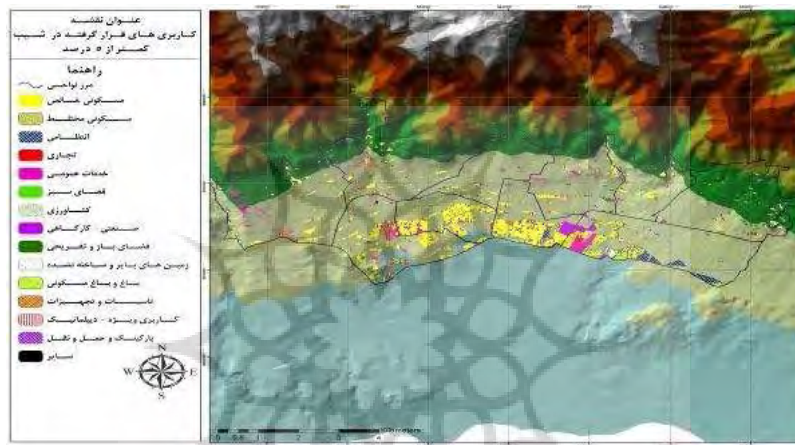 عنوان نقشه
کاربری های قرار گرفته در شیب
کمتر از ۵ درصد
راهنما
مرز نواحی
مسکونی خالص
مسکونی مختلط
انتظامی
تجاری
خدمات عمومی
فضای سبز
کشاورزی
صنعتی - کارگاهی
فضای باز و تفریحی
زمین های بایر و ساخته نشده
باغ و باغ مسکونی
تاسیسات و تجهیزات
کاربری ویژه - دیپلماتیک
پارکینگ و حمل و نقل
سایر
N
W E
S